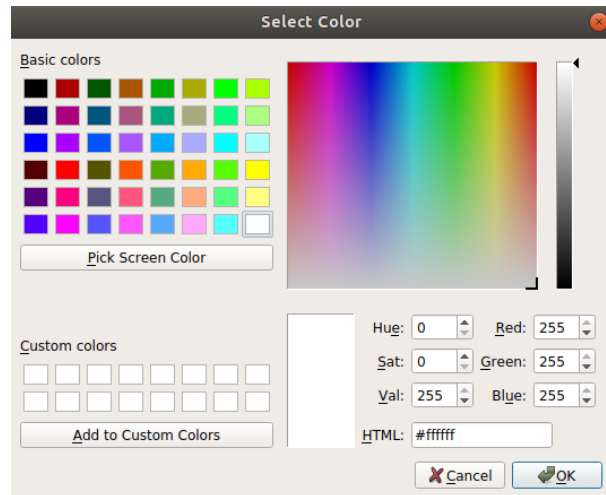 Select Color
Basic colors
Pick Screen Color
Custom colors
Add to Custom Colors
Hue: 0 Red: 255
Sat: 0 Green: 255
Val: 255 Blue: 255
HTML: #ffffff
Cancel OK